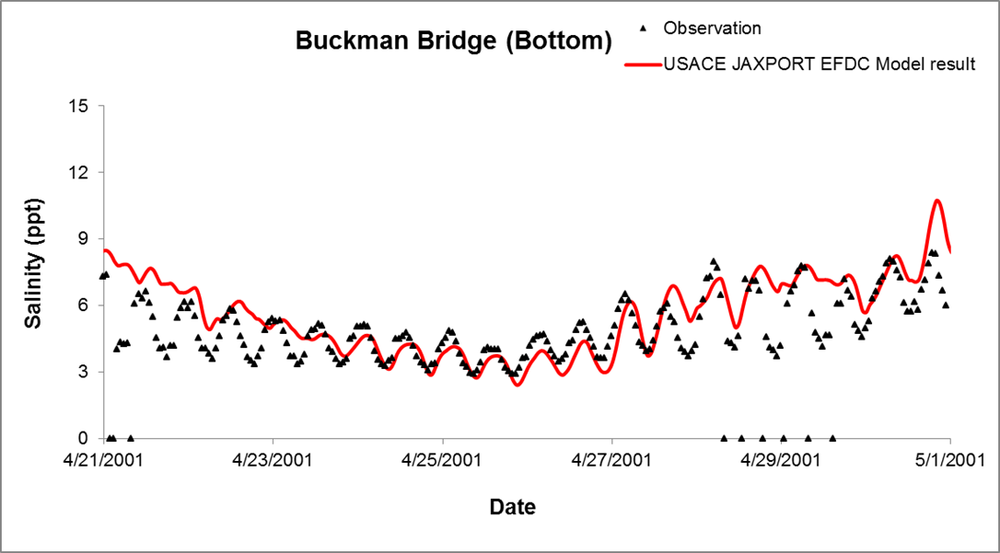 Buckman Bridge (Bottom)
Observation
USACE JAXPORT EFDC Model result
15
12
9
6
3
0
Salinity (ppt)
4/21/2001 4/23/2001 4/25/2001 4/27/2001 4/29/2001 5/1/2001
Date